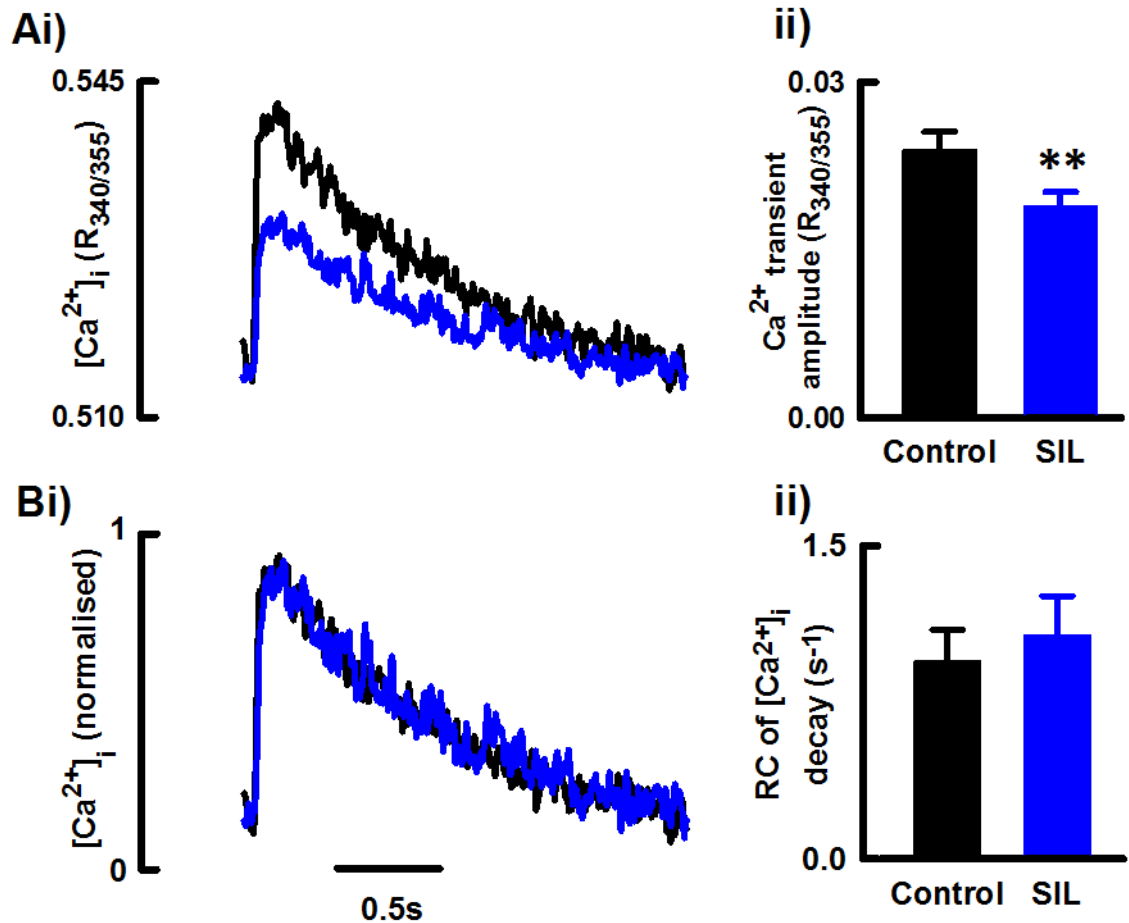 Ai)
0.545
[Ca2+]i (R340/355)
0.510
ii)
0.03
Ca2+ transient
amplitude (R340/355)
0.00
**
Control SIL
Bi)
1
[Ca2+]i (normalised)
0
0.5s
ii)
1.5
RC of [Ca2+]i
decay (s-1)
0.0
Control SIL